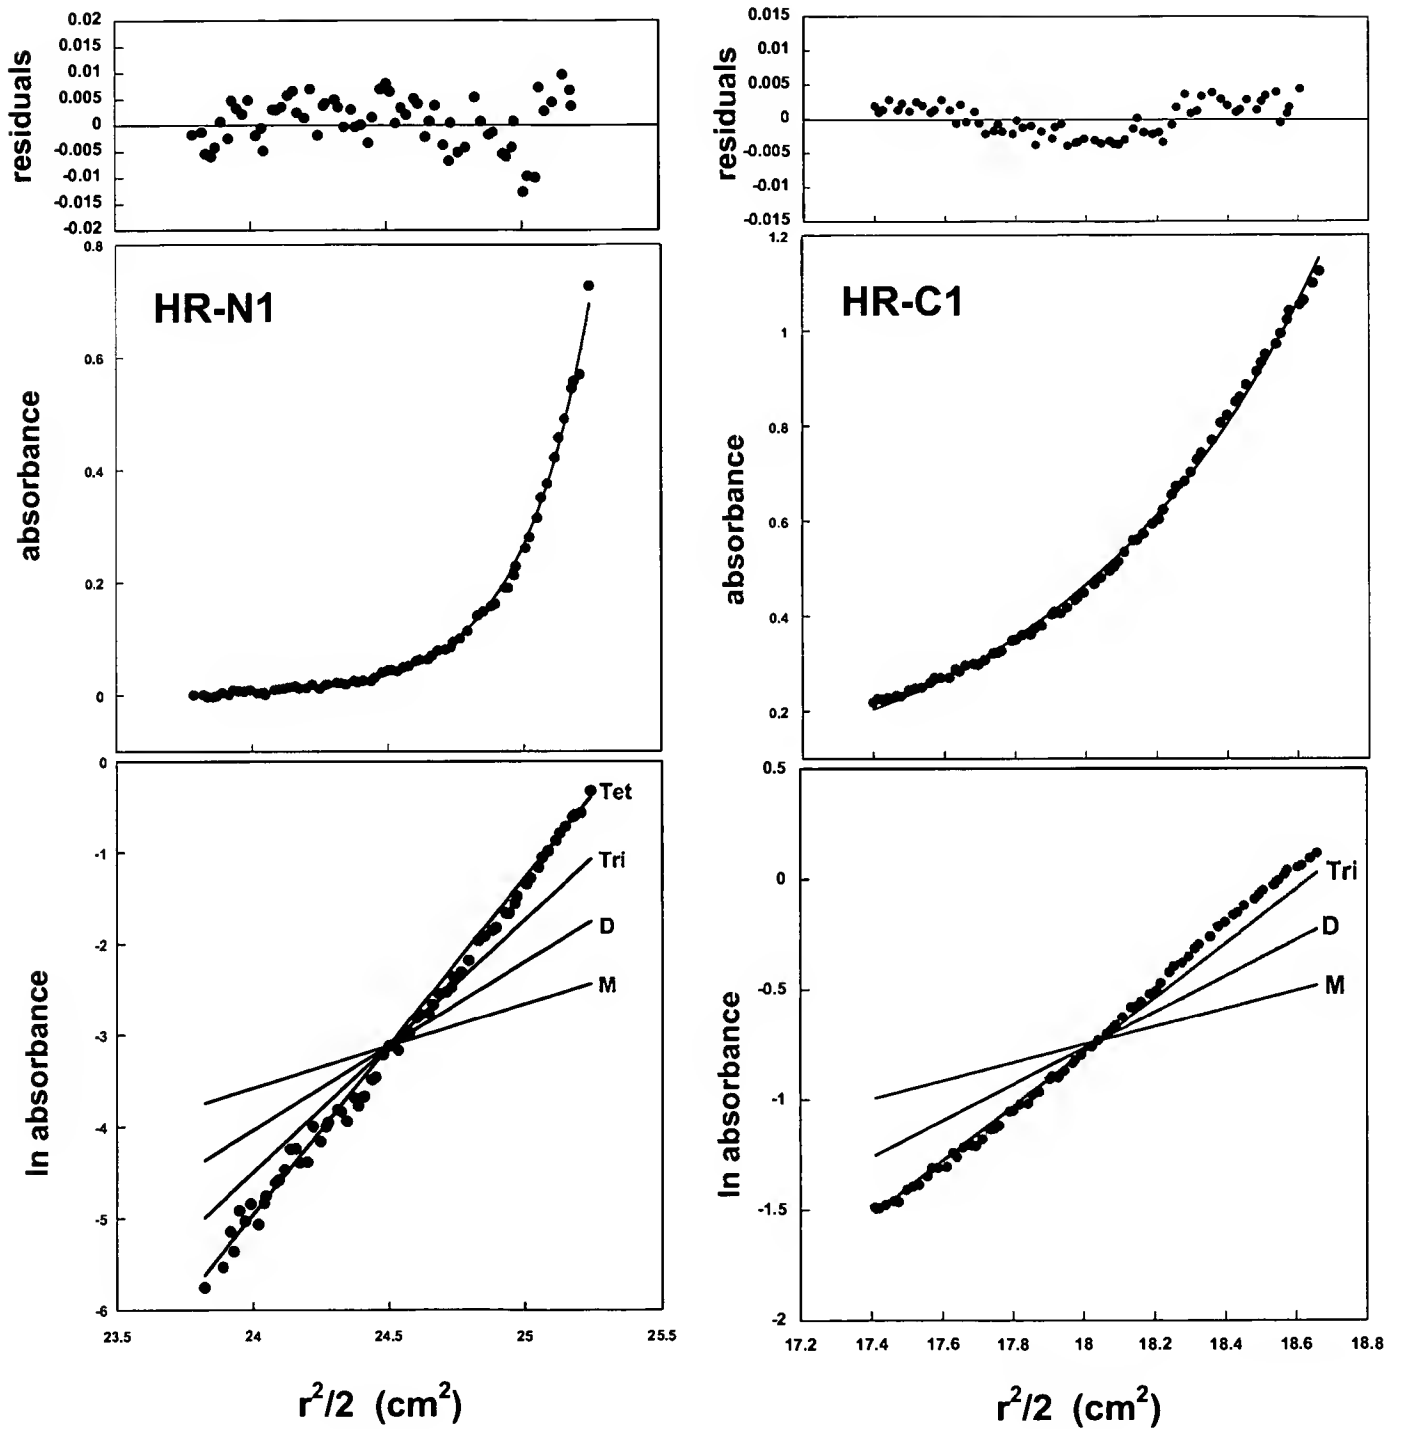 residuals
0.02
0.015
0.01
0.005
0
-0.005
-0.01
-0.015
-0.02
absorbance
0.8
0.6
0.4
0.2
0
HR-N1
ln absorbance
0
-1
-2
-3
-4
-5
-6
Tet
Tri
D
M
23.5 24 24.5 25 25.5
r²/2 (cm²)
residuals
0.015
0.01
0.005
0
-0.005
-0.01
-0.015
absorbance
1.2
1
0.8
0.6
0.4
0.2
HR-C1
ln absorbance
0.5
0
-0.5
-1
-1.5
-2
Tri
D
M
17.2 17.4 17.6 17.8 18 18.2 18.4 18.6 18.8
r²/2 (cm²)